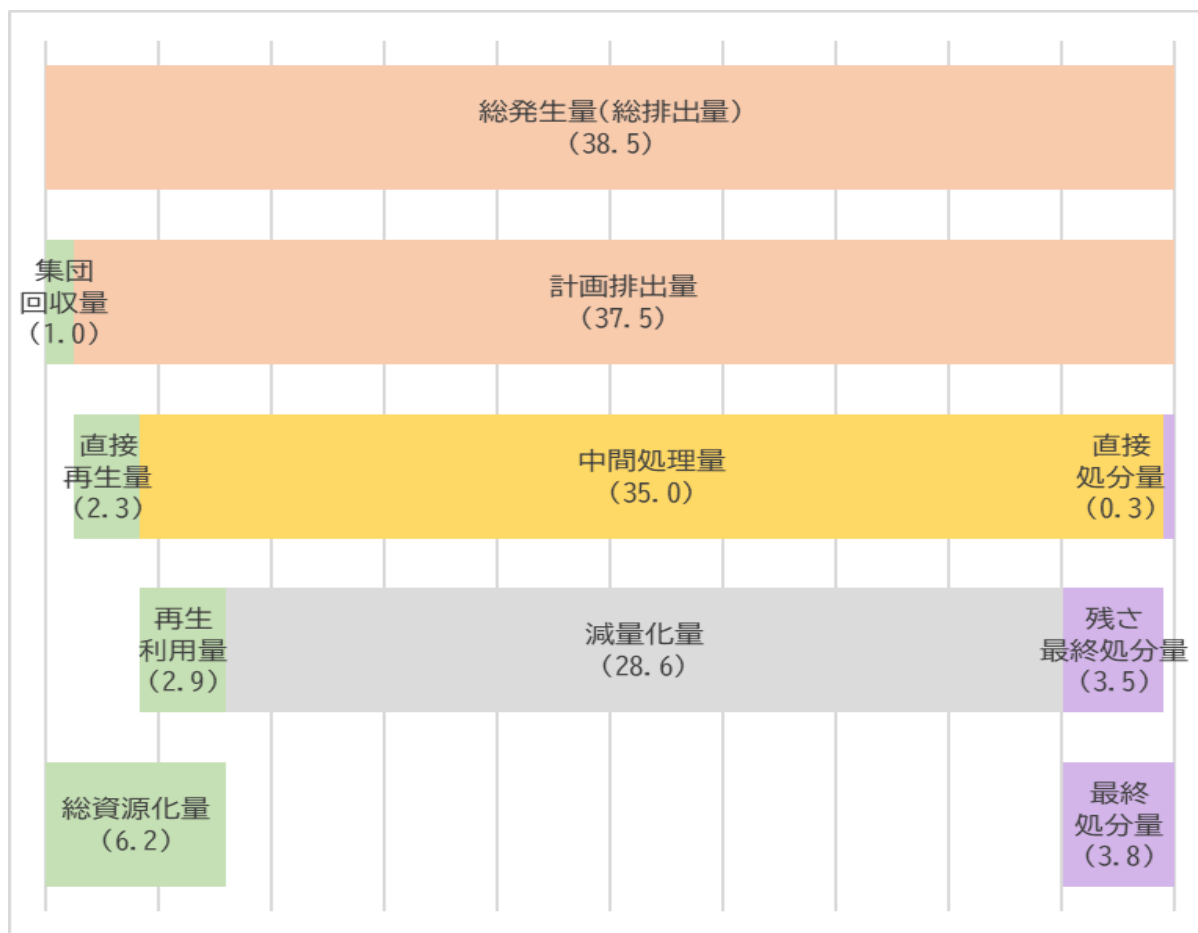 総発生量(総排出量)
(38.5)
集団
回収量
(1.0)
計画排出量
(37.5)
直接
再生量
(2.3)
中間処理量
(35.0)
直接
処分量
(0.3)
再生
利用量
(2.9)
減量化量
(28.6)
残さ
最終処分量
(3.5)
総資源化量
(6.2)
最終
処分量
(3.8)